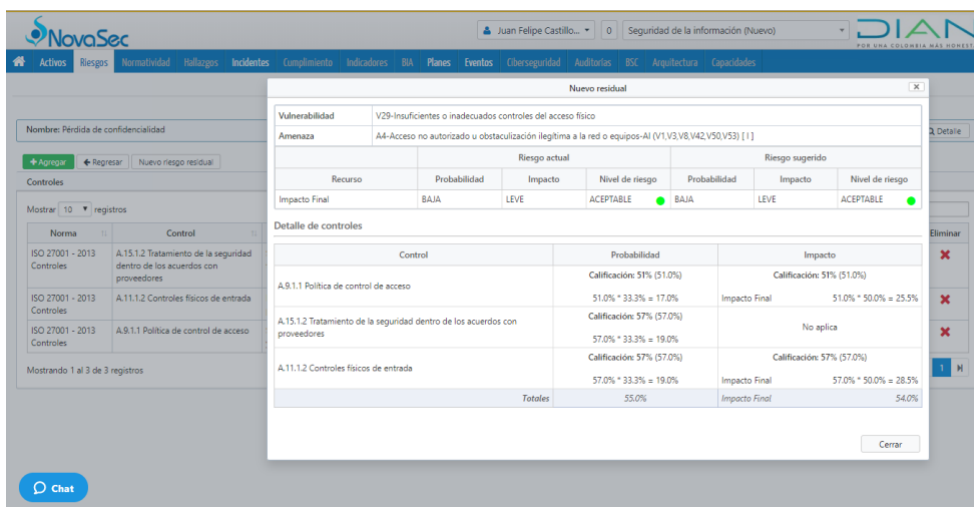 NovaSec
Juan Felipe Castillo...
0
Seguridad de la información (Nuevo)
DIAN
POR UNA COLOMBIA MÁS HONESTA
Activos Riesgos Normatividad Hallazgos Incidentes Cumplimiento Indicadores BIA Planes Eventos Ciberseguridad Auditorias BSC Arquitectura Capacidades
Nuevo residual
Vulnerabilidad V29-Insuficientes o inadecuados controles del acceso físico
Amenaza A4-Acceso no autorizado u obstaculización ilegítima a la red o equipos-AI (V1,V3,V8,V42,V50,V53) [ I ]
Riesgo actual Riesgo sugerido
Recurso Probabilidad Impacto Nivel de riesgo Probabilidad Impacto Nivel de riesgo
Impacto Final BAJA LEVE ACEPTABLE BAJA LEVE ACEPTABLE
Detalle de controles
Control Probabilidad Impacto
A.9.1.1 Política de control de acceso
Calificación: 51% (51.0%) Calificación: 51% (51.0%)
51.0% * 33.3% = 17.0% Impacto Final 51.0% * 50.0% = 25.5%
A.15.1.2 Tratamiento de la seguridad dentro de los acuerdos con
proveedores
Calificación: 57% (57.0%)
57.0% * 33.3% = 19.0%
No aplica
A.11.1.2 Controles físicos de entrada
Calificación: 57% (57.0%) Calificación: 57% (57.0%)
57.0% * 33.3% = 19.0% Impacto Final 57.0% * 50.0% = 28.5%
Totales 55.0% Impacto Final 54.0%
Cerrar
Nombre: Pérdida de confidencialidad
Detalle
Agregar Regresar Nuevo riesgo residual
Controles
Mostrar 10 registros
Norma Control Eliminar
ISO 27001 - 2013
Controles
A.15.1.2 Tratamiento de la seguridad
dentro de los acuerdos con
proveedores
ISO 27001 - 2013
Controles
A.11.1.2 Controles físicos de entrada
ISO 27001 - 2013
Controles
A.9.1.1 Política de control de acceso
Mostrando 1 al 3 de 3 registros
1
Chat